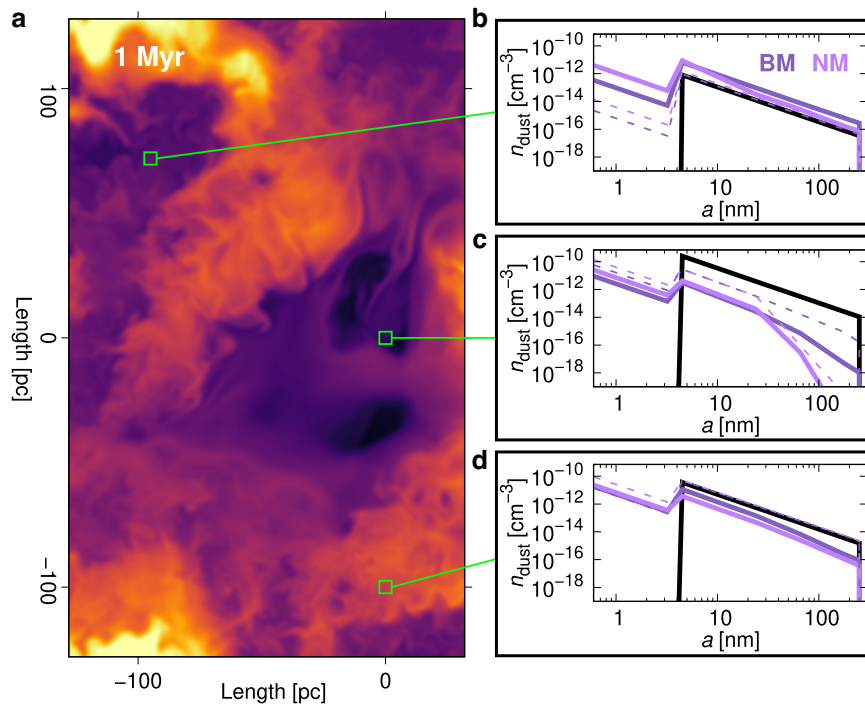 a
1 Myr
100
0
−100
Length [pc]
−100
0
Length [pc]
b
BM NM
10⁻¹⁰
10⁻¹²
10⁻¹⁴
10⁻¹⁶
10⁻¹⁸
n_dust [cm⁻³]
1
10
100
a [nm]
c
10⁻¹⁰
10⁻¹²
10⁻¹⁴
10⁻¹⁶
10⁻¹⁸
n_dust [cm⁻³]
1
10
100
a [nm]
d
10⁻¹⁰
10⁻¹²
10⁻¹⁴
10⁻¹⁶
10⁻¹⁸
n_dust [cm⁻³]
1
10
100
a [nm]